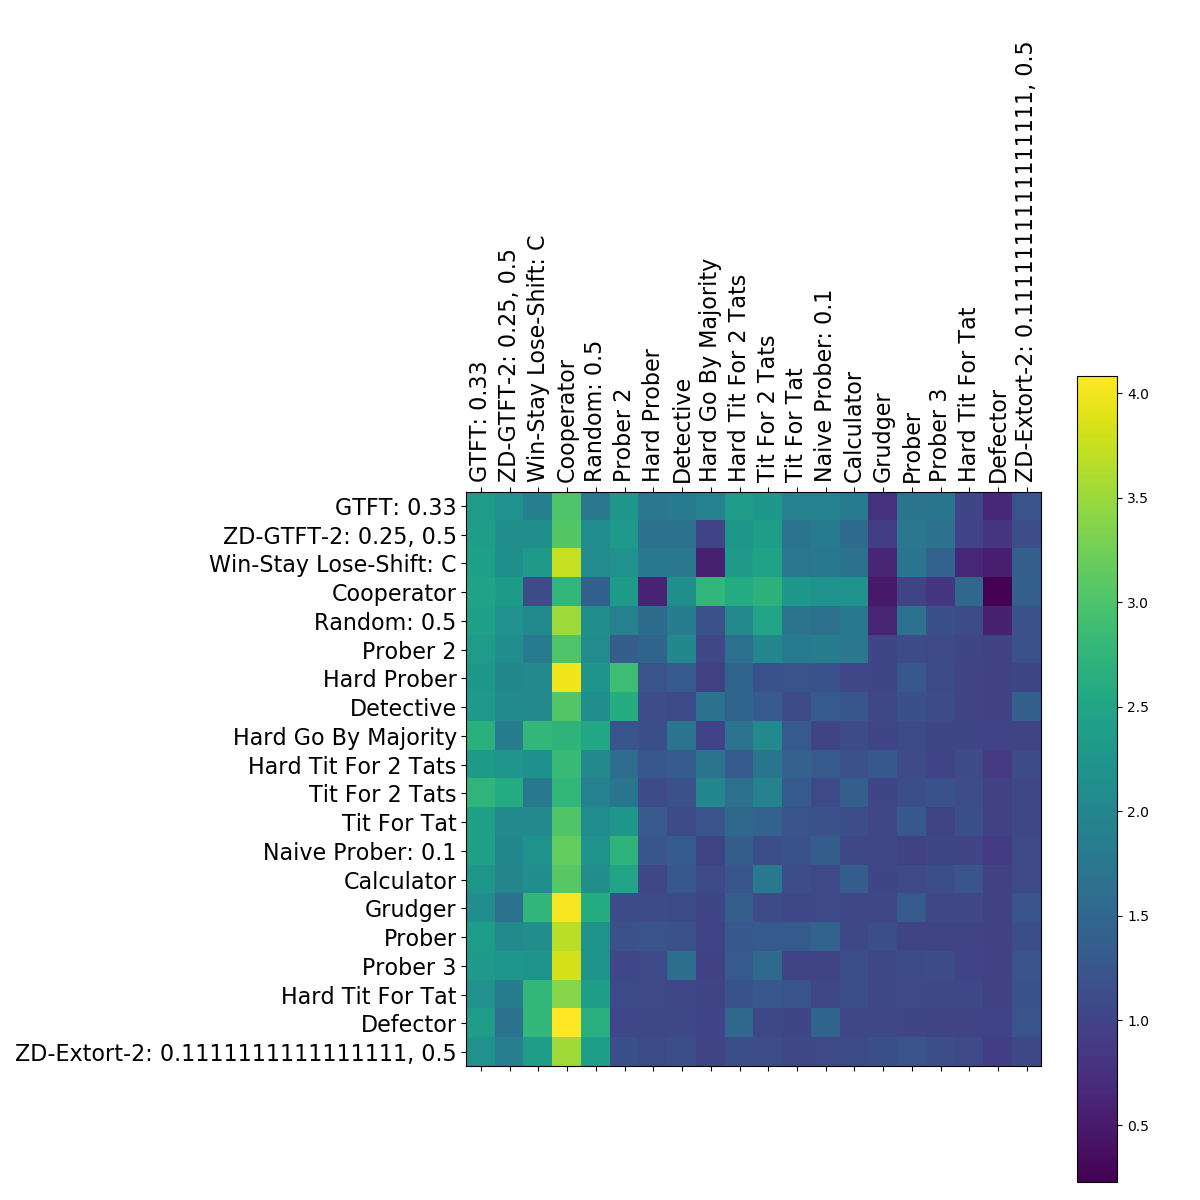 GTFT: 0.33
ZD-GTFT-2: 0.25, 0.5
Win-Stay Lose-Shift: C
Cooperator
Random: 0.5
Prober 2
Hard Prober
Detective
Hard Go By Majority
Hard Tit For 2 Tats
Tit For 2 Tats
Tit For Tat
Naive Prober: 0.1
Calculator
Grudger
Prober
Prober 3
Hard Tit For Tat
Defector
ZD-Extort-2: 0.1111111111111111, 0.5
GTFT: 0.33
ZD-GTFT-2: 0.25, 0.5
Win-Stay Lose-Shift: C
Cooperator
Random: 0.5
Prober 2
Hard Prober
Detective
Hard Go By Majority
Hard Tit For 2 Tats
Tit For 2 Tats
Tit For Tat
Naive Prober: 0.1
Calculator
Grudger
Prober
Prober 3
Hard Tit For Tat
Defector
ZD-Extort-2: 0.1111111111111111, 0.5
4.0
3.5
3.0
2.5
2.0
1.5
1.0
0.5